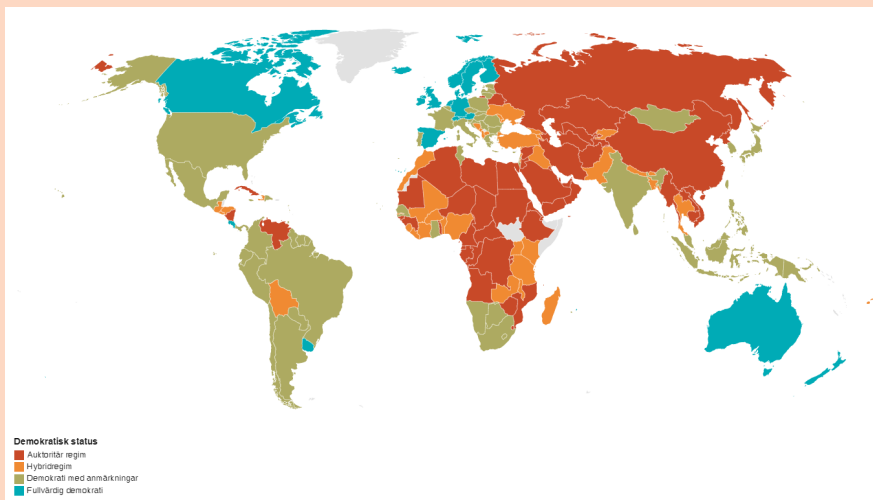 Demokratisk status
Auktoritär regim
Hybridregim
Demokrati med anmärkningar
Fullvärdig demokrati